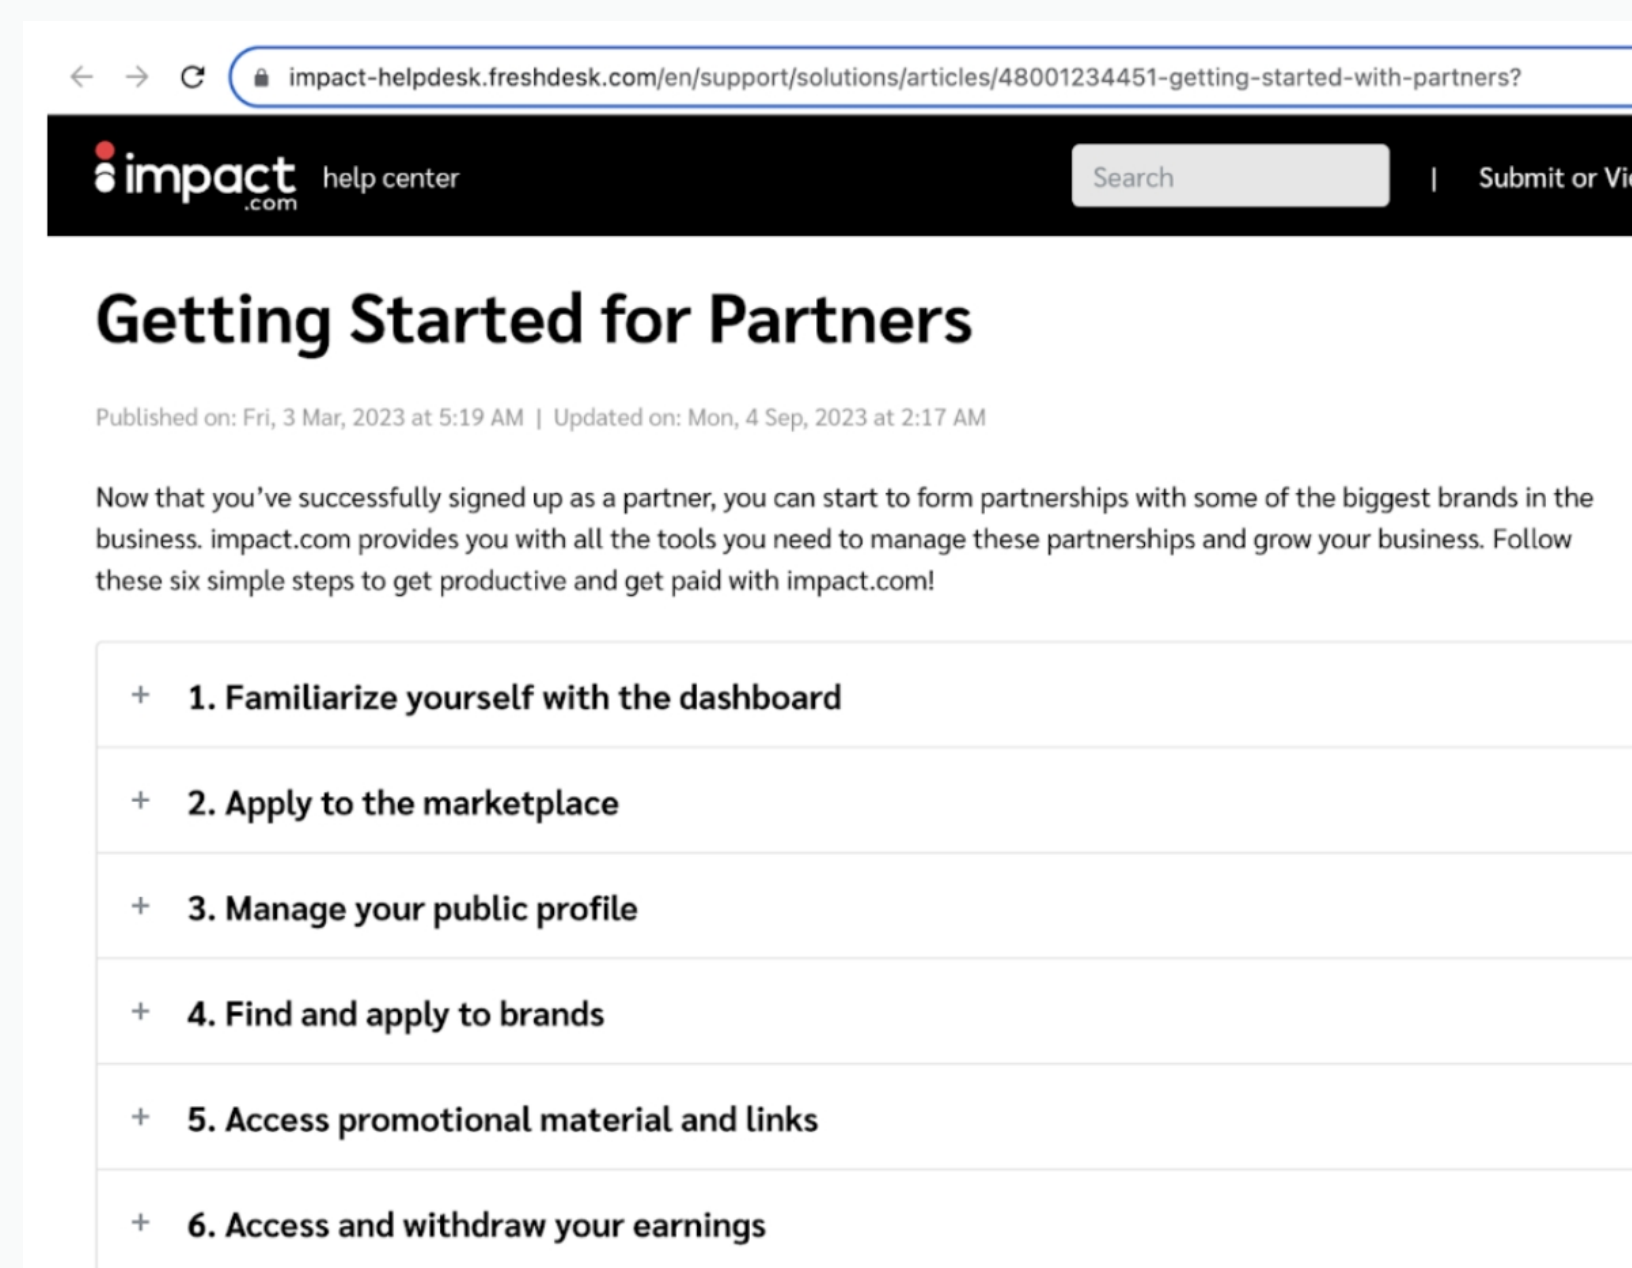 impact-helpdesk.freshdesk.com/en/support/solutions/articles/48001234451-getting-started-with-partners?
impact
.com
help center
Search
|
Submit or
Getting Started for Partners
Published on: Fri, 3 Mar, 2023 at 5:19 AM | Updated on: Mon, 4 Sep, 2023 at 2:17 AM
Now that you’ve successfully signed up as a partner, you can start to form partnerships with some of the biggest brands in the
business. impact.com provides you with all the tools you need to manage these partnerships and grow your business. Follow
these six simple steps to get productive and get paid with impact.com!
+ 1. Familiarize yourself with the dashboard
+ 2. Apply to the marketplace
+ 3. Manage your public profile
+ 4. Find and apply to brands
+ 5. Access promotional material and links
+ 6. Access and withdraw your earnings